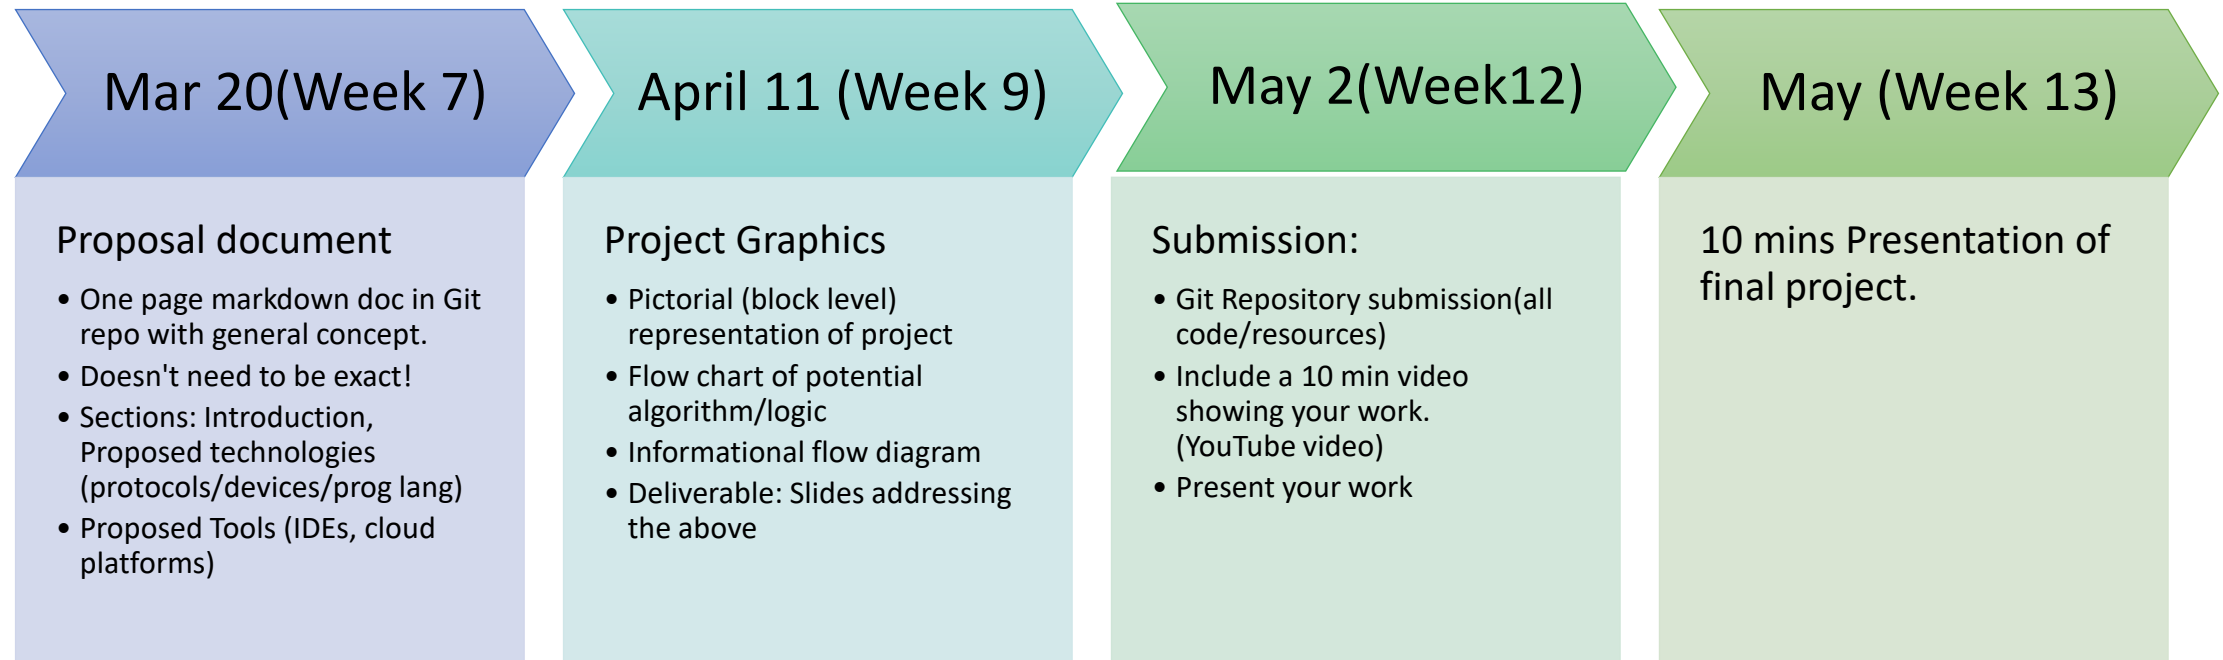 Mar 20(Week 7)
Proposal document
• One page markdown doc in Git
repo with general concept.
• Doesn't need to be exact!
• Sections: Introduction,
Proposed technologies
(protocols/devices/prog lang)
• Proposed Tools (IDEs, cloud
platforms)
April 11 (Week 9)
Project Graphics
• Pictorial (block level)
representation of project
• Flow chart of potential
algorithm/logic
• Informational flow diagram
• Deliverable: Slides addressing
the above
May 2(Week12)
Submission:
• Git Repository submission(all
code/resources)
• Include a 10 min video
showing your work.
(YouTube video)
• Present your work
May (Week 13)
10 mins Presentation of
final project.